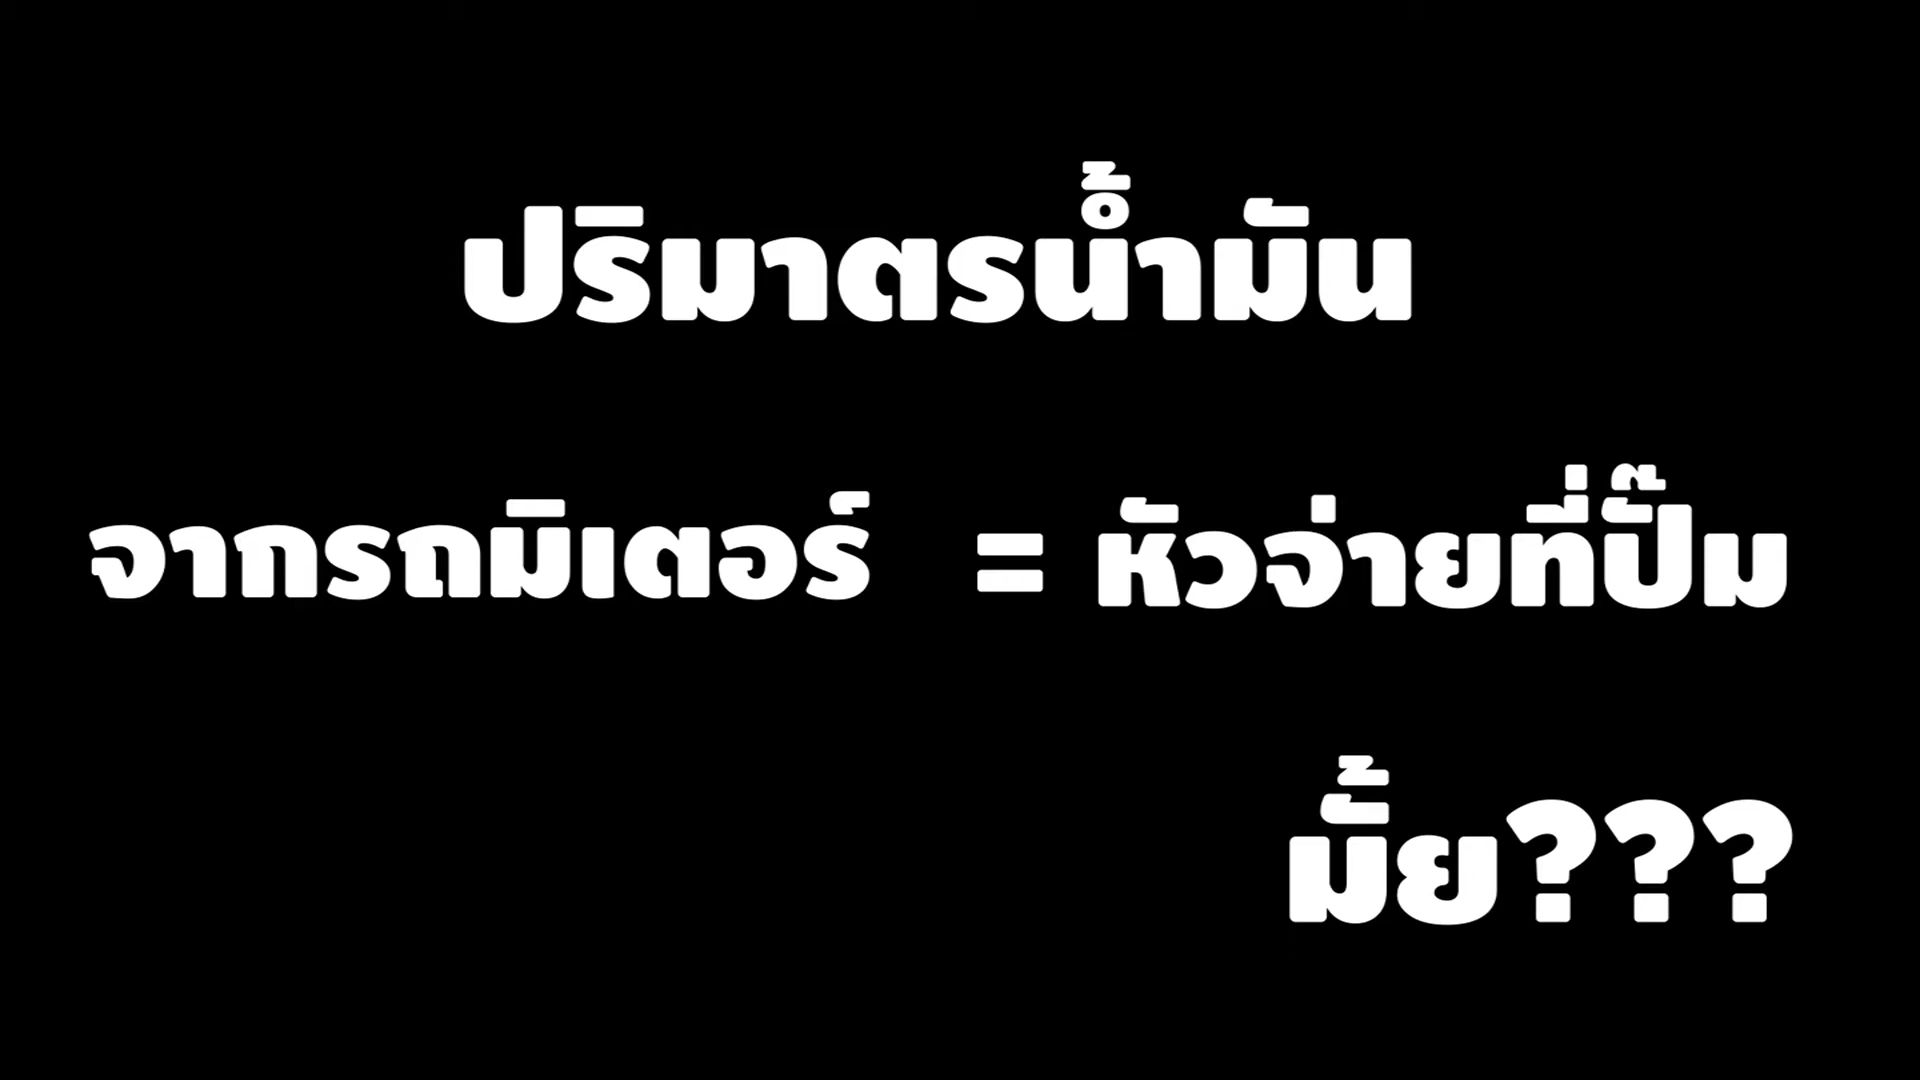 ปริมาตรน้ำมัน
จากรถมิเตอร์ = หัวจ่ายที่ปั๊ม
มั้ย???